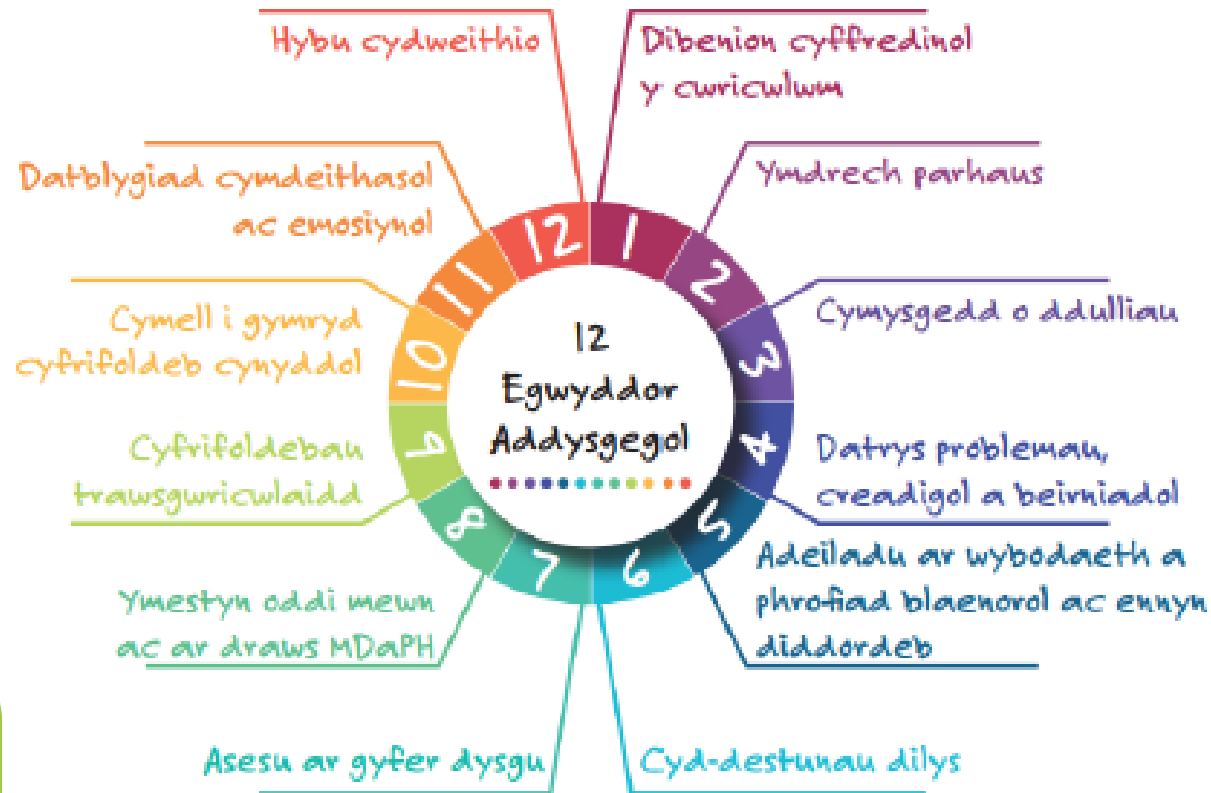 12
Egwyddor
Addysgegol
1
Dibenion cyffredinol
y cwricwlwm
2
Ymdrech parhaus
3
Cymysgedd o ddulliau
4
Datrys problemau,
creadigol a beirniadol
5
Adeiladu ar wybodaeth a
phrofiad blaenorol ac ennyn
diddordeb
6
Cyd-destunau dilys
7
Asesu ar gyfer dysgu
8
Ymestyn oddi mewn
ac ar draws MDaPH
9
Cyfrifoldebau
trawsgwricwlaidd
10
Cymell i gymryd
cyfrifoldeb cynyddol
11
Datblygiad cymdeithasol
ac emosiynol
12
Hybu cydweithio